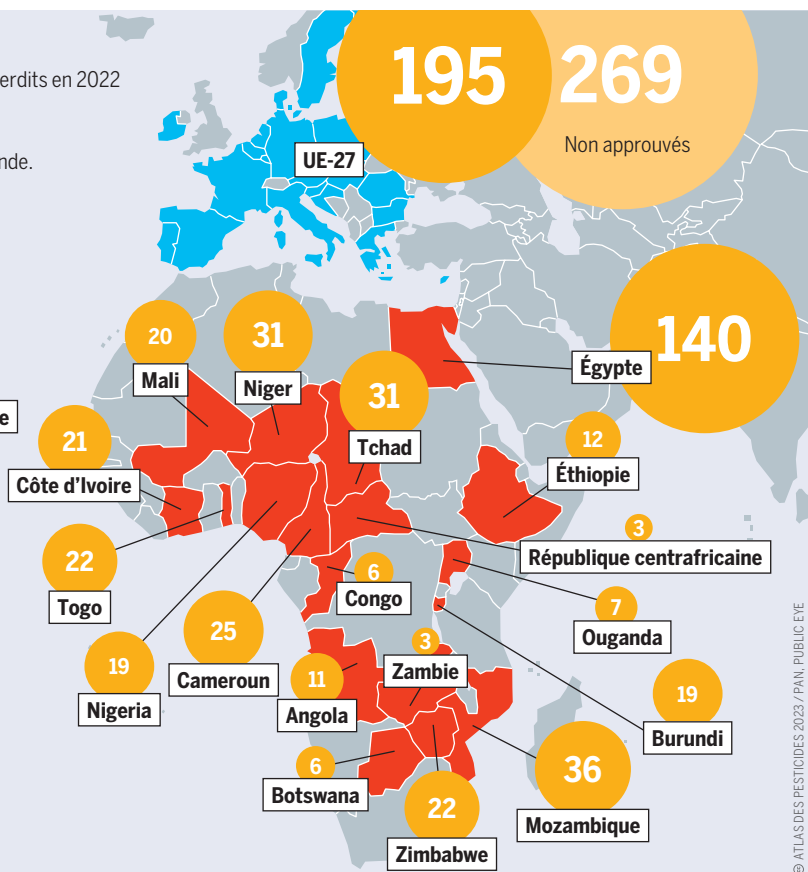 erdits en 2022
nde.
195
269
Non approuvés
UE-27
140
Égypte
20
Mali
31
Niger
31
Tchad
e
21
Côte d'Ivoire
12
Éthiopie
3
République centrafricaine
22
Togo
6
Congo
7
Ouganda
25
Cameroun
19
Nigeria
11
Angola
3
Zambie
19
Burundi
6
Botswana
22
Zimbabwe
36
Mozambique
ATLAS DES PESTICIDES 2023 / PAN, PUBLIC EYE